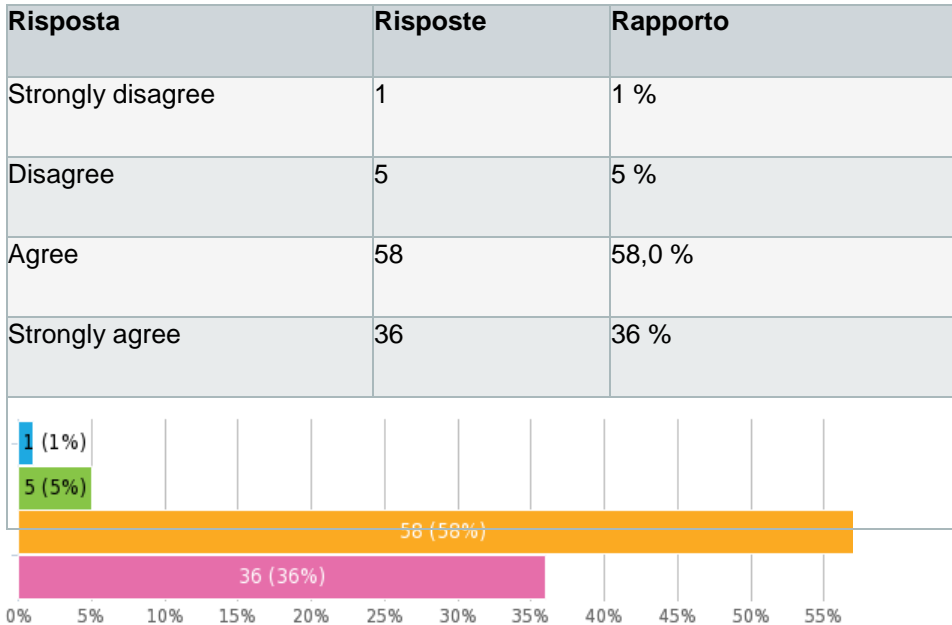 Risposta Risposte Rapporto
Strongly disagree 1 1 %
Disagree 5 5 %
Agree 58 58,0 %
Strongly agree 36 36 %
1 (1%)
5 (5%)
58 (58%)
36 (36%)
0% 5% 10% 15% 20% 25% 30% 35% 40% 45% 50% 55%